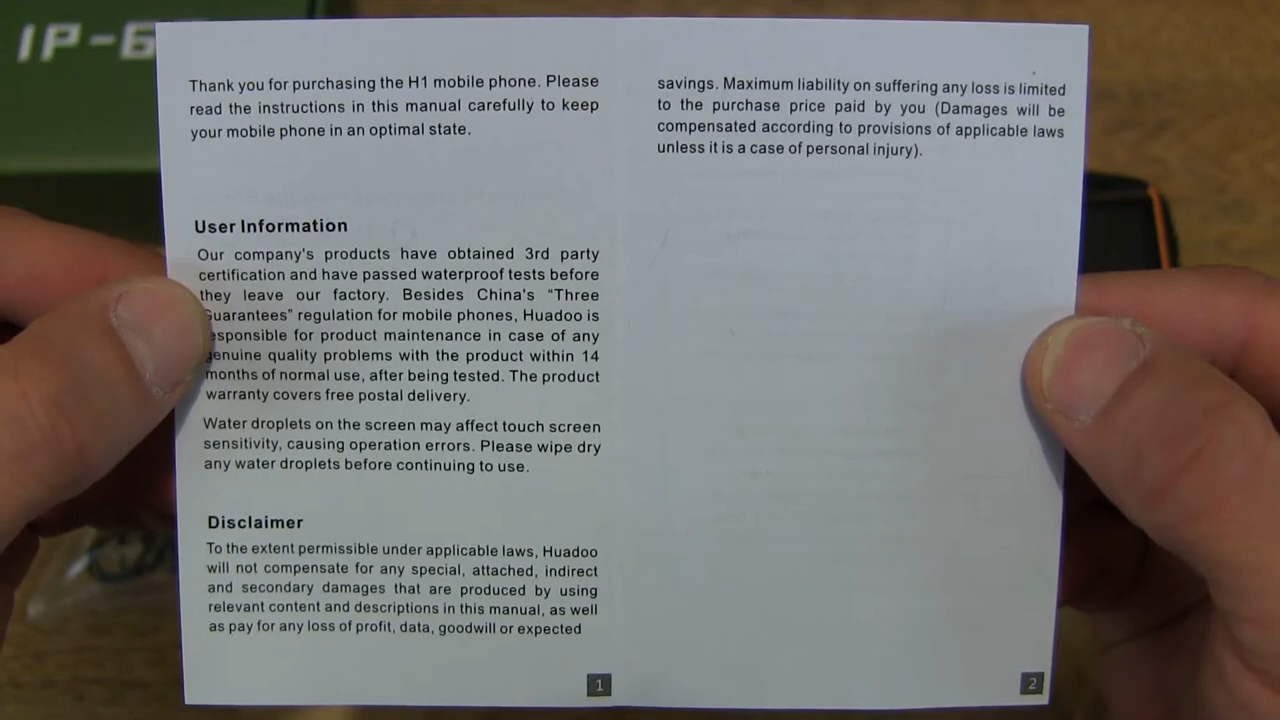 IP-6
Thank you for purchasing the H1 mobile phone. Please
read the instructions in this manual carefully to keep
your mobile phone in an optimal state.
User Information
Our company's products have obtained 3rd party
certification and have passed waterproof tests before
they leave our factory. Besides China's “Three
Guarantees” regulation for mobile phones, Huadoo is
responsible for product maintenance in case of any
genuine quality problems with the product within 14
months of normal use, after being tested. The product
warranty covers free postal delivery.
Water droplets on the screen may affect touch screen
sensitivity, causing operation errors. Please wipe dry
any water droplets before continuing to use.
Disclaimer
To the extent permissible under applicable laws, Huadoo
will not compensate for any special, attached, indirect
and secondary damages that are produced by using
relevant content and descriptions in this manual, as well
as pay for any loss of profit, data, goodwill or expected
1
savings. Maximum liability on suffering any loss is limited
to the purchase price paid by you (Damages will be
compensated according to provisions of applicable laws
unless it is a case of personal injury).
2